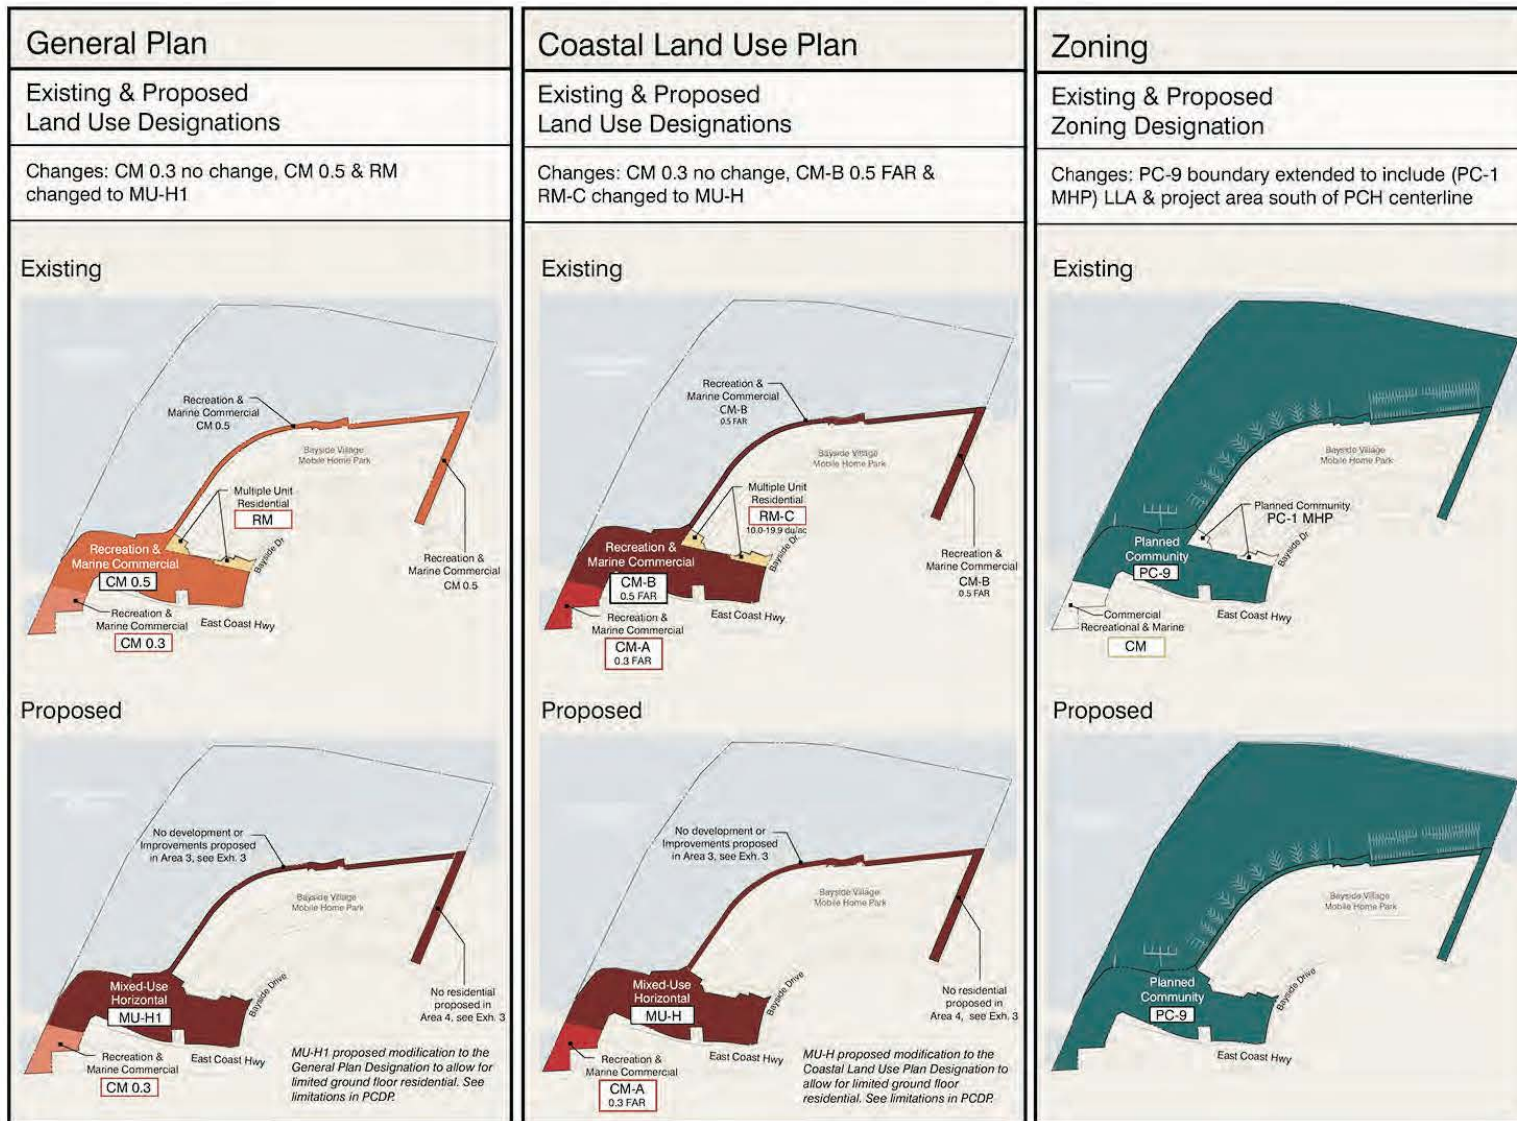 General Plan
Existing & Proposed
Land Use Designations
Changes: CM 0.3 no change, CM 0.5 & RM
changed to MU-H1
Existing
Recreation &
Marine Commercial
CM 0.5
Bayside Village
Mobile Home Park
Multiple Unit
Residential
RM
Recreation &
Marine Commercial
CM 0.5
Bayside Dr
Recreation &
Marine Commercial
CM 0.5
Recreation &
Marine Commercial
CM 0.3
East Coast Hwy
Proposed
No development or
Improvements proposed
in Area 3, see Exh. 3
Bayside Village
Mobile Home Park
Mixed-Use
Horizontal
MU-H1
Bayside Drive
No residential
proposed in
Area 4, see Exh. 3
Recreation &
Marine Commercial
CM 0.3
East Coast Hwy
MU-H1 proposed modification to the
General Plan Designation to allow for
limited ground floor residential. See
limitations in PCDP.
Coastal Land Use Plan
Existing & Proposed
Land Use Designations
Changes: CM 0.3 no change, CM-B 0.5 FAR &
RM-C changed to MU-H
Existing
Recreation &
Marine Commercial
CM-B
0.5 FAR
Bayside Village
Mobile Home Park
Multiple Unit
Residential
RM-C
10.0-19.9 du/ac
Recreation &
Marine Commercial
CM-B
0.5 FAR
Bayside Dr
Recreation &
Marine Commercial
CM-B
0.5 FAR
Recreation &
Marine Commercial
CM-A
0.3 FAR
East Coast Hwy
Proposed
No development or
Improvements proposed
in Area 3, see Exh. 3
Bayside Village
Mobile Home Park
Mixed-Use
Horizontal
MU-H
Bayside Drive
No residential
proposed in
Area 4, see Exh. 3
Recreation &
Marine Commercial
CM-A
0.3 FAR
East Coast Hwy
MU-H proposed modification to the
Coastal Land Use Plan Designation to
allow for limited ground floor
residential. See limitations in PCDP.
Zoning
Existing & Proposed
Zoning Designation
Changes: PC-9 boundary extended to include (PC-1
MHP) LLA & project area south of PCH centerline
Existing
Bayside Village
Mobile Home Park
Planned Community
PC-1 MHP
Planned
Community
PC-9
Bayside Dr
Commercial
Recreational & Marine
CM
East Coast Hwy
Proposed
Bayside Village
Mobile Home Park
Planned
Community
PC-9
Bayside Drive
East Coast Hwy